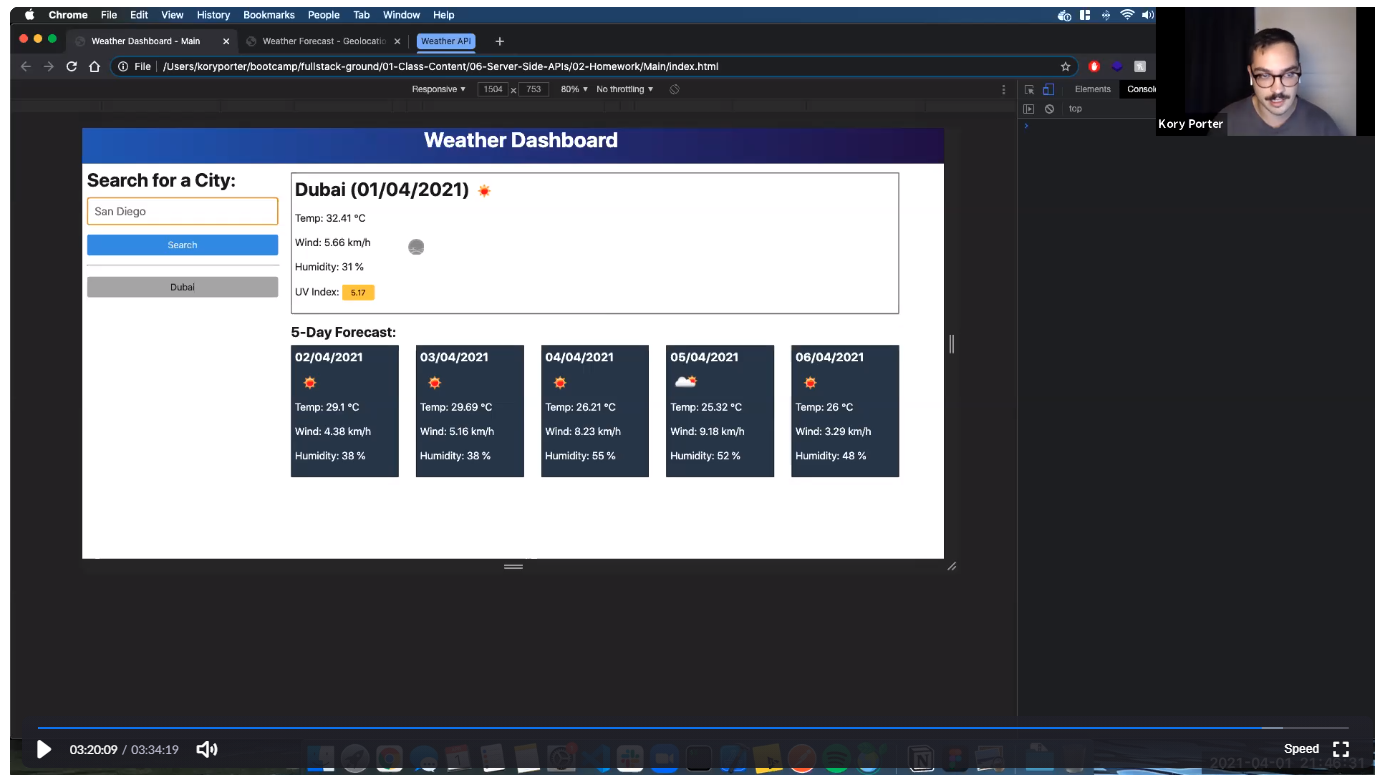 Chrome File Edit View History Bookmarks People Tab Window Help
Weather Dashboard - Main Weather Forecast - Geolocatio Weather APi
File /Users/koryporter/bootcamp/fullstack-ground/01-Class-Content/06-Server-Side-APIs/02-Homework/Main/index.html
Responsive 1504 x 753 80% No throttling Elements Console
top
Kory Porter
Weather Dashboard
Search for a City:
San Diego
Search
Dubai
Dubai (01/04/2021)
Temp: 32.41 °C
Wind: 5.66 km/h
Humidity: 31 %
UV Index: 5.17
5-Day Forecast:
02/04/2021 03/04/2021 04/04/2021 05/04/2021 06/04/2021
Temp: 29.1 °C Temp: 29.69 °C Temp: 26.21 °C Temp: 25.32 °C Temp: 26 °C
Wind: 4.38 km/h Wind: 5.16 km/h Wind: 8.23 km/h Wind: 9.18 km/h Wind: 3.29 km/h
Humidity: 38 % Humidity: 38 % Humidity: 55 % Humidity: 52 % Humidity: 48 %
03:20:09 / 03:34:19 Speed
2021-04-01 21:46:31